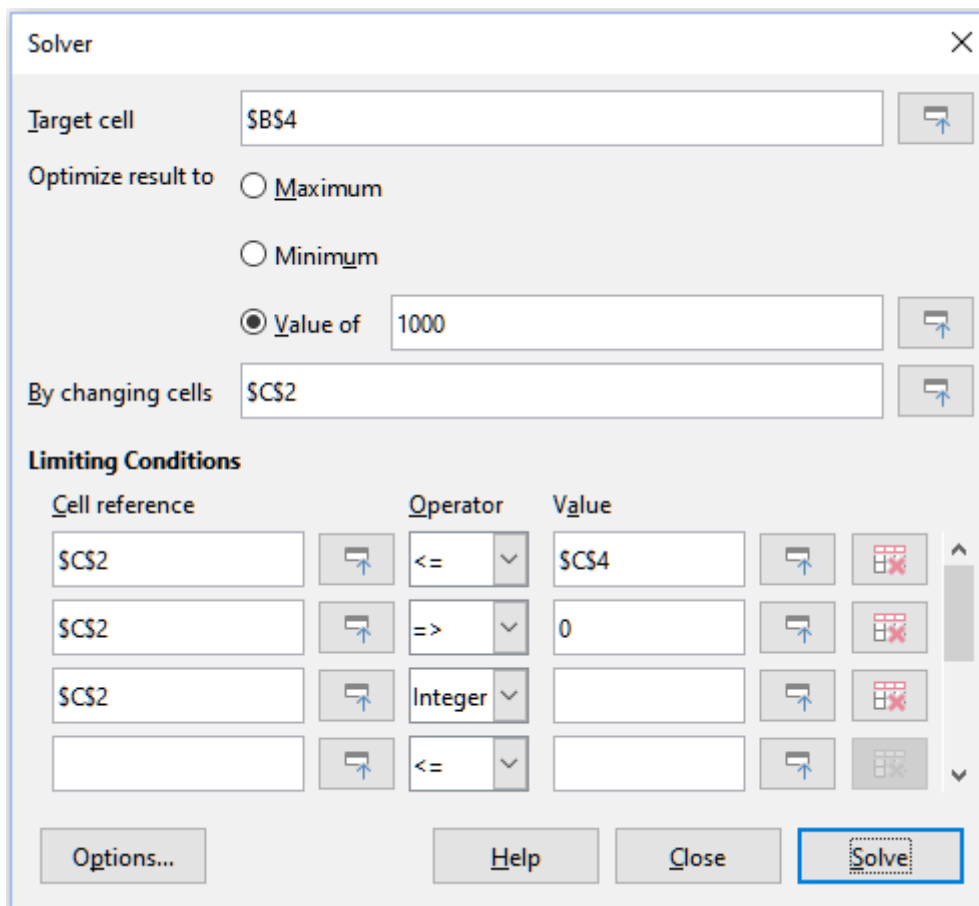 Solver
Target cell $B$4
Optimize result to Maximum
Minimum
Value of 1000
By changing cells $C$2
Limiting Conditions
Cell reference Operator Value
$C$2 <= $C$4
$C$2 => 0
$C$2 Integer
<=
Options... Help Close Solve